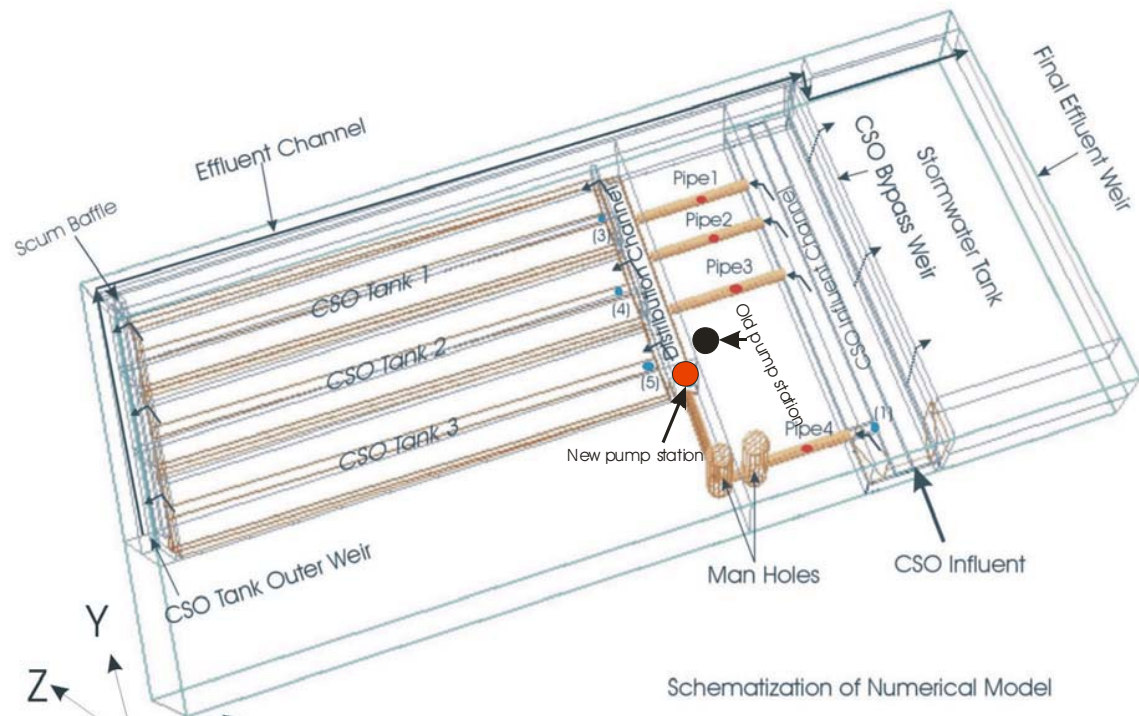 Final Effluent Weir
Effluent Channel
CSO Bypass Weir
Stormwater Tank
Scum Baffle
Pipe1
Distribution Channel
CSO Influent Channel
Pipe2
(3)
Pipe3
CSO Tank 1
(4)
Old pump station
CSO Tank 2
(5)
(1)
Pipe4
CSO Tank 3
New pump station
CSO Tank Outer Weir
Man Holes
CSO Influent
Y
Z
Schematization of Numerical Model